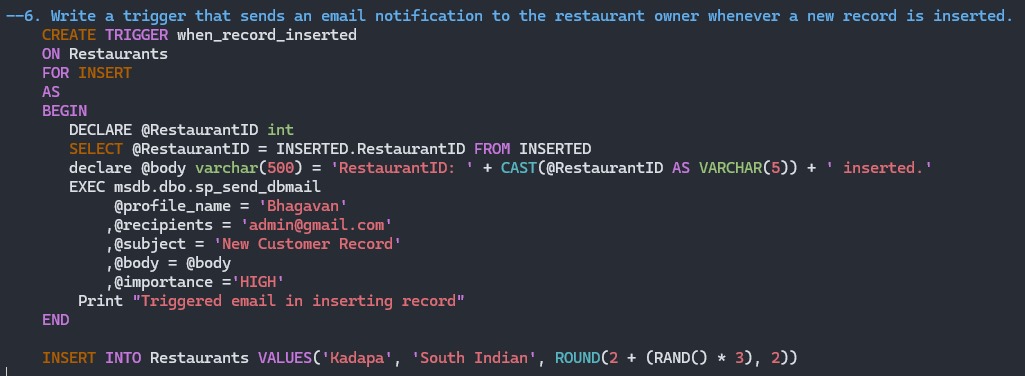 --6. Write a trigger that sends an email notification to the restaurant owner whenever a new record is inserted.
CREATE TRIGGER when_record_inserted
ON Restaurants
FOR INSERT
AS
BEGIN
DECLARE @RestaurantID int
SELECT @RestaurantID = INSERTED.RestaurantID FROM INSERTED
declare @body varchar(500) = 'RestaurantID: ' + CAST(@RestaurantID AS VARCHAR(5)) + ' inserted.'
EXEC msdb.dbo.sp_send_dbmail
@profile_name = 'Bhagavan'
,@recipients = 'admin@gmail.com'
,@subject = 'New Customer Record'
,@body = @body
,@importance ='HIGH'
Print "Triggered email in inserting record"
END
INSERT INTO Restaurants VALUES('Kadapa', 'South Indian', ROUND(2 + (RAND() * 3), 2))